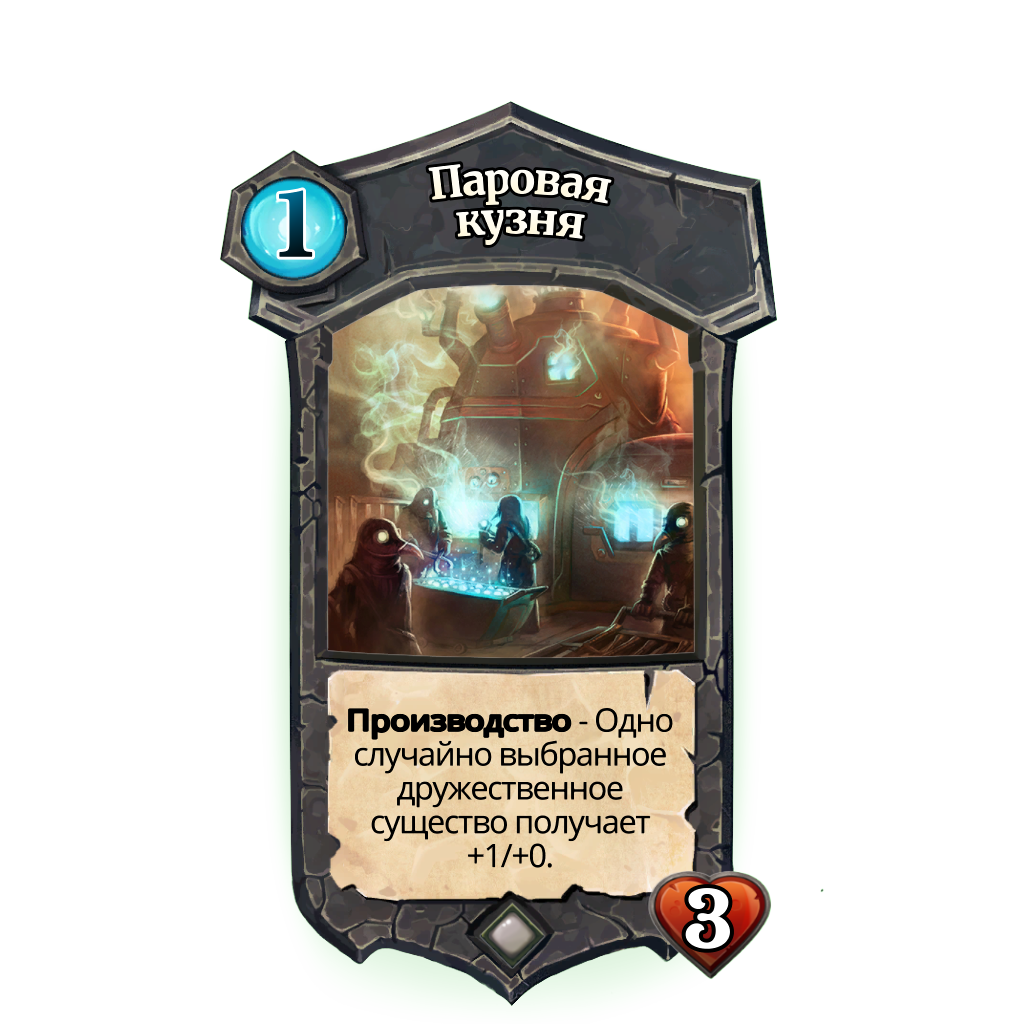 1
Паровая
кузня
Производство - Одно
случайно выбранное
дружественное
существо получает
+1/+0.
3